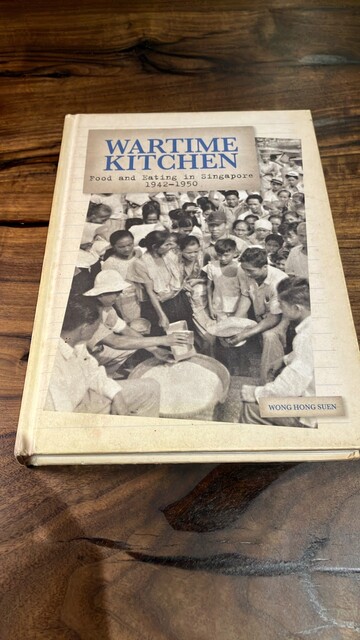 WARTIME
KITCHEN
Food and Eating in Singapore
1942–1950
WONG HONG SUEN